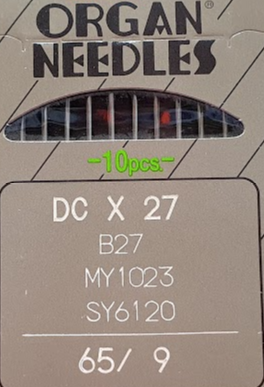 ORGAN®
NEEDLES
-10pcs.-
DC X 27
B27
MY1023
SY6120
65/ 9